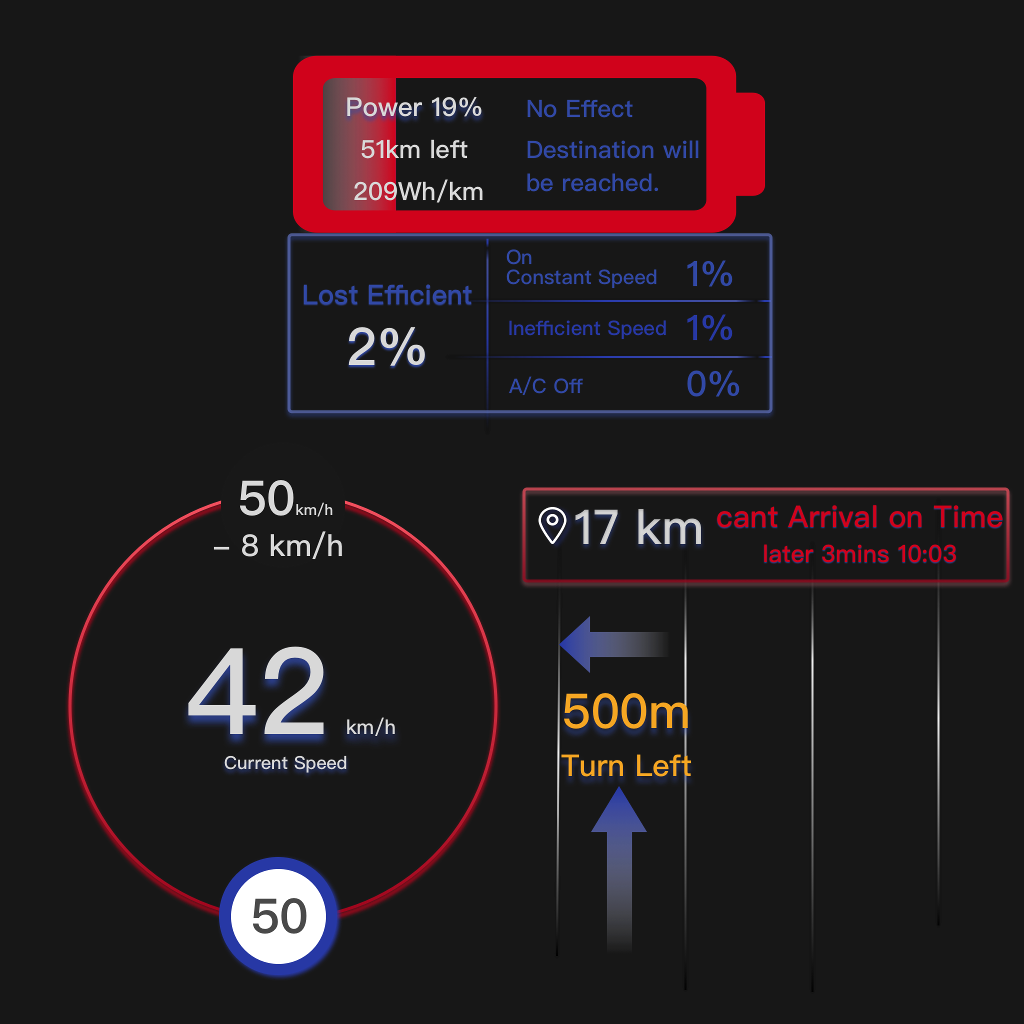 Power 19%
51km left
209Wh/km
No Effect
Destination will
be reached.
Lost Efficient
2%
On
Constant Speed 1%
Inefficient Speed 1%
A/C Off 0%
50km/h
– 8 km/h
42 km/h
Current Speed
50
17 km
cant Arrival on Time
later 3mins 10:03
500m
Turn Left